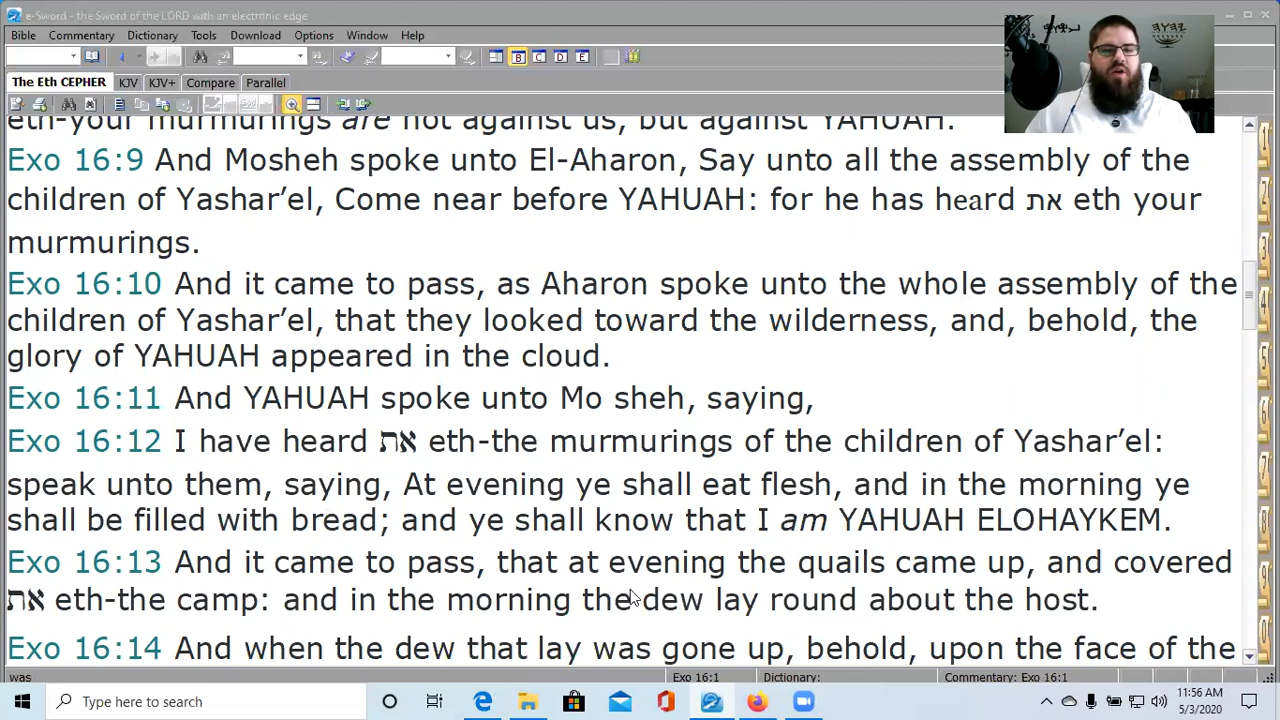 e-Sword - the Sword of the LORD with an electronic edge
Bible Commentary Dictionary Tools Download Options Window Help
B C D E
The Eth CEPHER KJV KJV+ Compare Parallel
eth-your murmurings are not against us, but against YAHUAH.
Exo 16:9 And Mosheh spoke unto El-Aharon, Say unto all the assembly of the
children of Yashar’el, Come near before YAHUAH: for he has heard את eth your
murmurings.
Exo 16:10 And it came to pass, as Aharon spoke unto the whole assembly of the
children of Yashar’el, that they looked toward the wilderness, and, behold, the
glory of YAHUAH appeared in the cloud.
Exo 16:11 And YAHUAH spoke unto Mo sheh, saying,
Exo 16:12 I have heard את eth-the murmurings of the children of Yashar’el:
speak unto them, saying, At evening ye shall eat flesh, and in the morning ye
shall be filled with bread; and ye shall know that I am YAHUAH ELOHAYKEM.
Exo 16:13 And it came to pass, that at evening the quails came up, and covered
את eth-the camp: and in the morning the dew lay round about the host.
Exo 16:14 And when the dew that lay was gone up, behold, upon the face of the
was Exo 16:1 Dictionary: Commentary: Exo 16:1
Type here to search
11:56 AM
5/3/2020